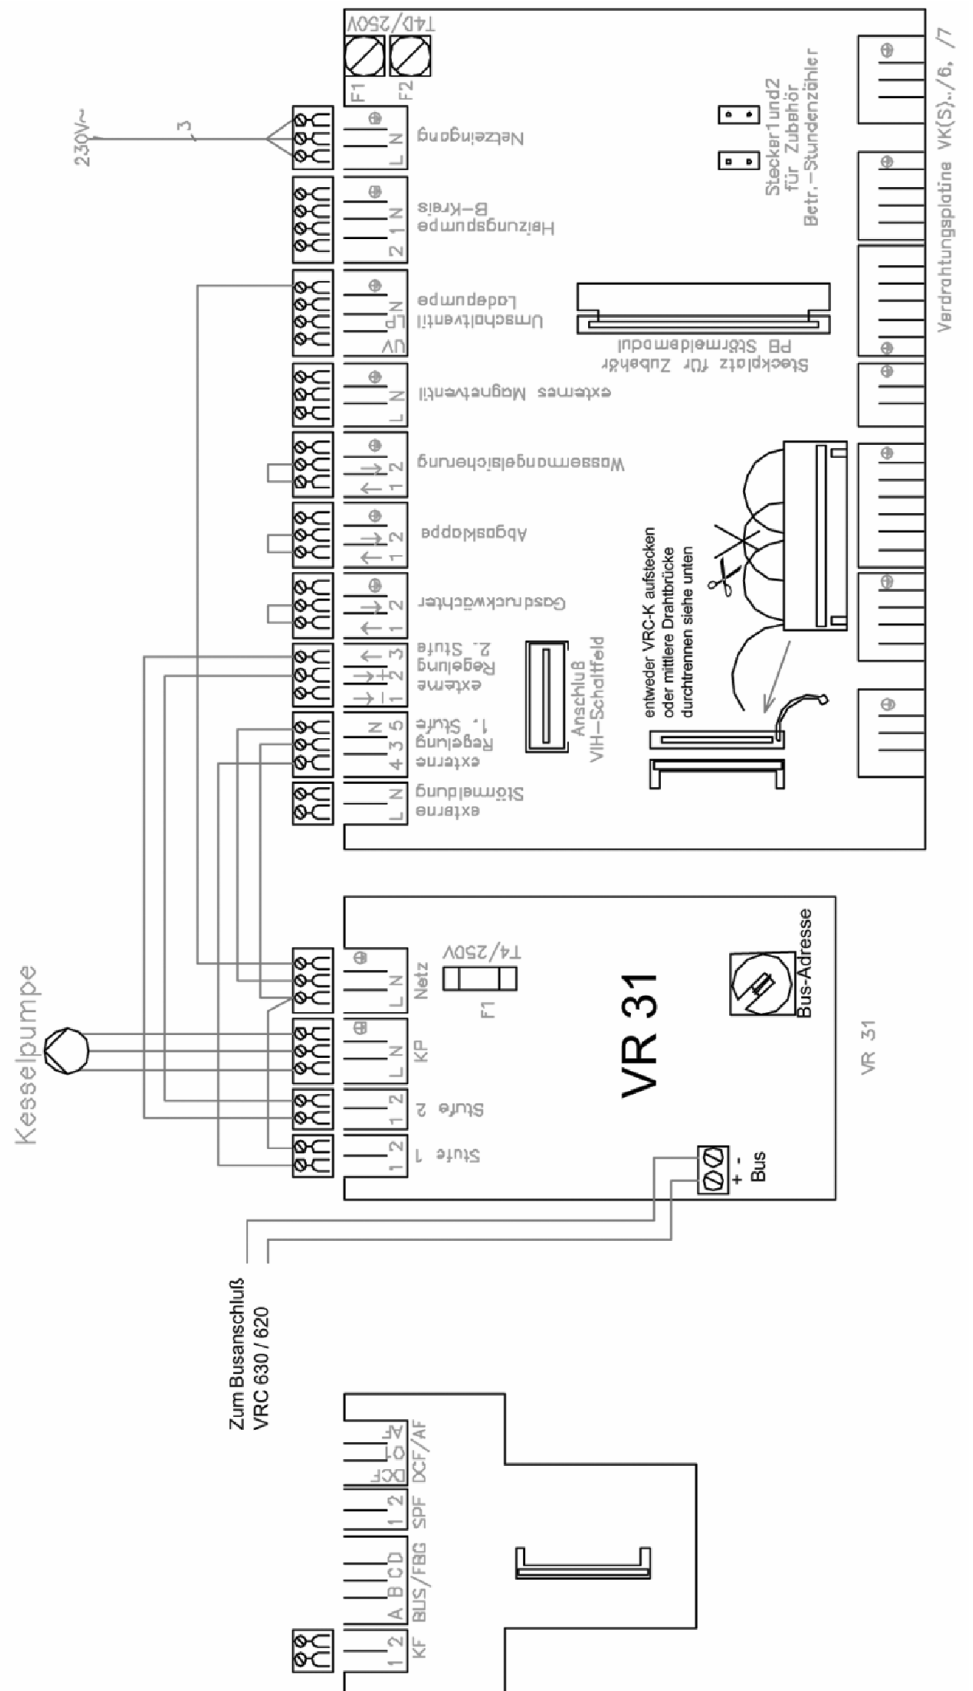 230V~
3
T4D/250V
F1
F2
Netzeingang
L N
Heizungspumpe
B-Kreis
2 1 N
Umschaltventil
Ladepumpe
UV LP N
externes Magnetventil
L N
Wassermangelsicherung
1 2
Abgasklappe
1 2
Gasdruckwächter
1 2
externe
Regelung
2. Stufe
1 2 3
externe
Regelung
1. Stufe
4 3 N 5
externe
Störmeldung
L N
Stecker1und2
für Zubehör
Betr.-Stundenzähler
Steckplatz für Zubehör
PB Störmeldemodul
entweder VRC-K aufstecken
oder mittlere Drahtbrücke
durchtrennen siehe unten
Anschluß
VIH-Schaltfeld
Verdrahtungsplatine VK(S)../6, /7
Kesselpumpe
Netz
L N
KP
L N
Stufe 2
1 2
Stufe 1
1 2
T4/250V
F1
VR 31
Bus-Adresse
+ -
Bus
VR 31
Zum Busanschluß
VRC 630 / 620
DCF OT AF
DCF/AF
1 2
SPF
A B C D
BUS/FBG
1 2
KF